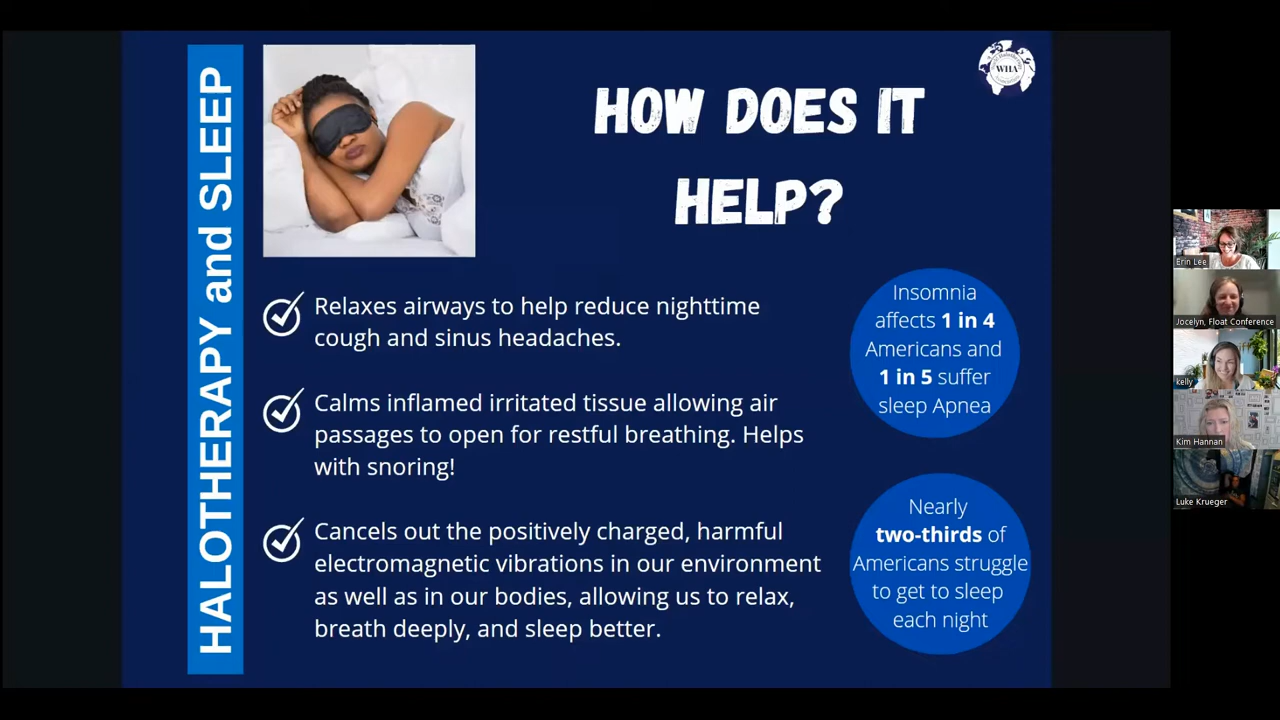 HALOTHERAPY and SLEEP
HOW DOES IT
HELP?
WHA
Relaxes airways to help reduce nighttime
cough and sinus headaches.
Calms inflamed irritated tissue allowing air
passages to open for restful breathing. Helps
with snoring!
Cancels out the positively charged, harmful
electromagnetic vibrations in our environment
as well as in our bodies, allowing us to relax,
breath deeply, and sleep better.
Insomnia
affects 1 in 4
Americans and
1 in 5 suffer
sleep Apnea
Nearly
two-thirds of
Americans struggle
to get to sleep
each night
Erin Lee
Jocelyn, Float Conference
kelly
Kim Hannan
Luke Krueger